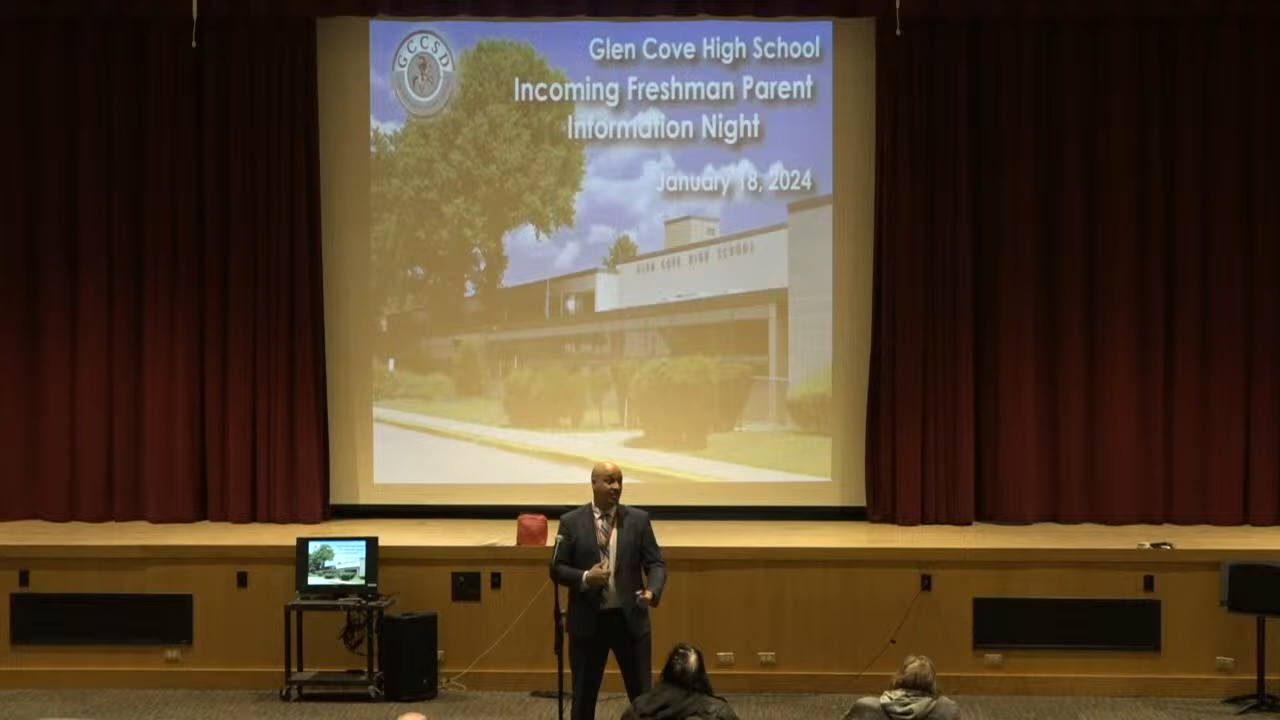 GCCSD
Glen Cove High School
Incoming Freshman Parent
Information Night
January 18, 2024
GLEN COVE HIGH SCHOOL